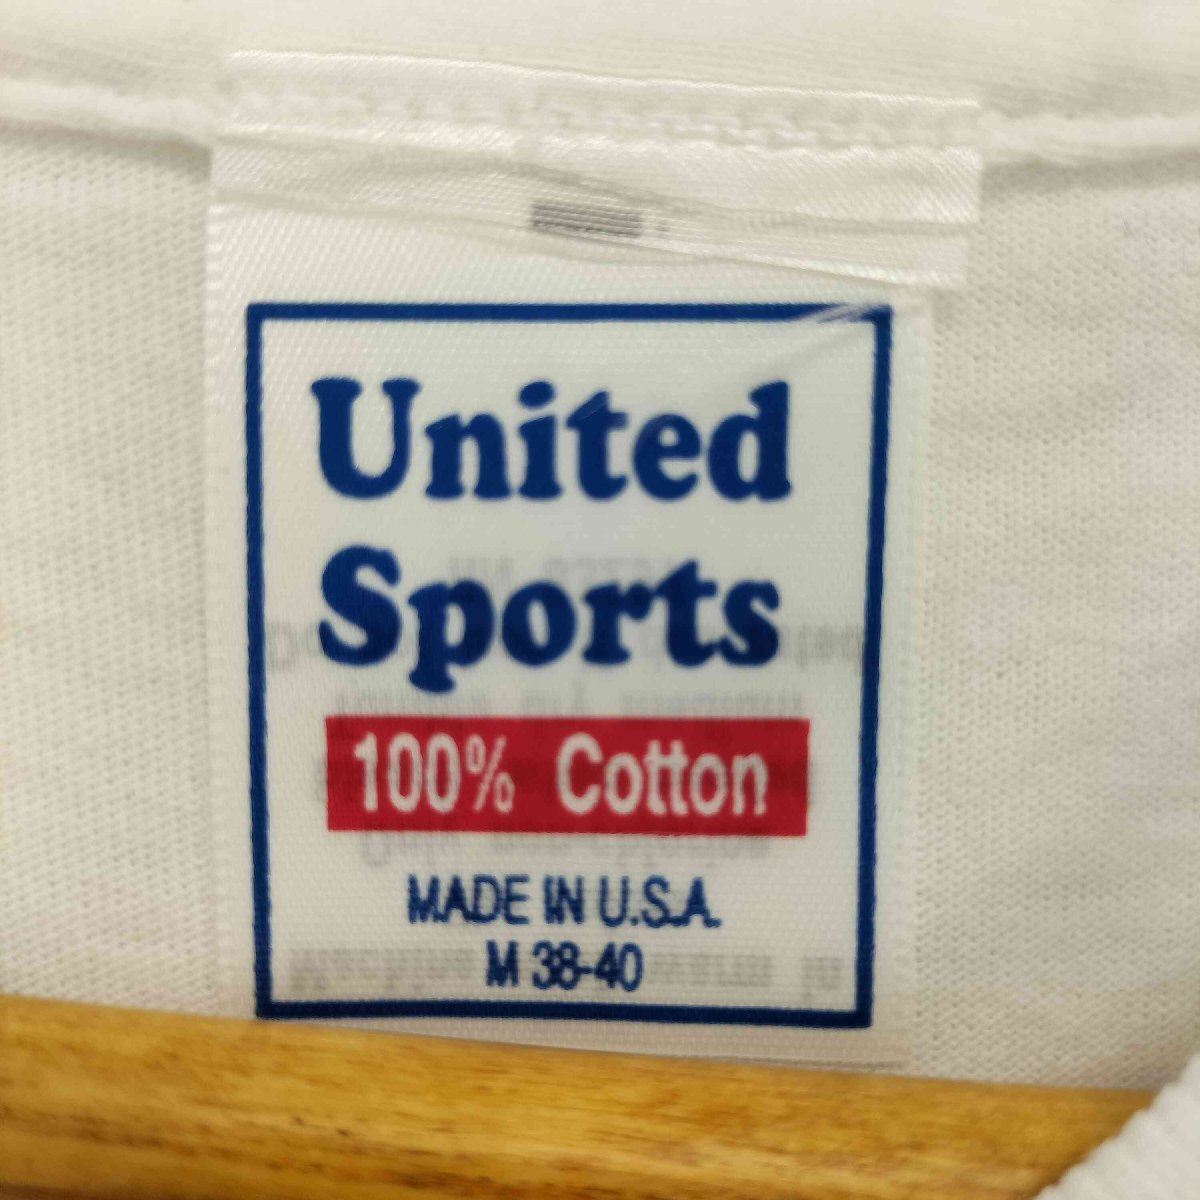 United
Sports
100% Cotton
MADE IN U.S.A.
M 38-40